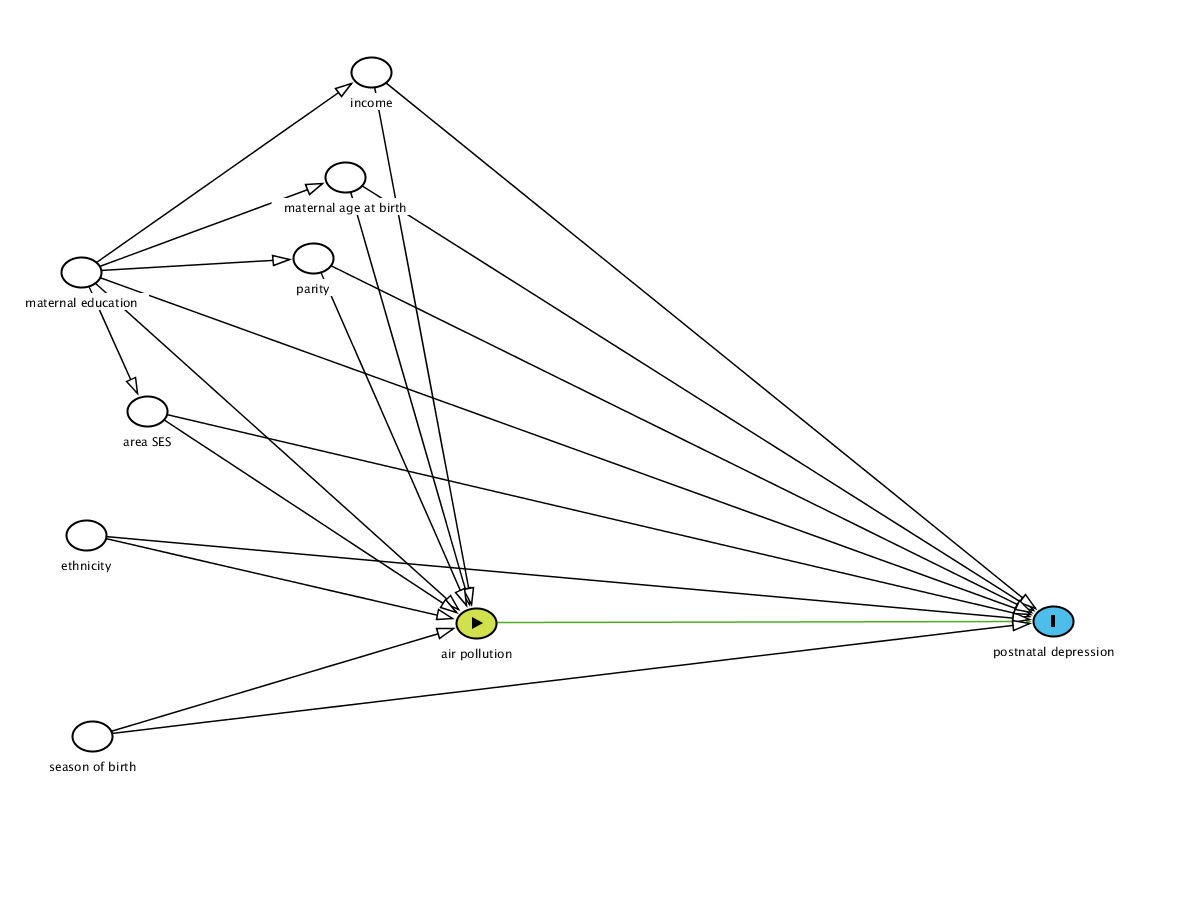 income
maternal age at birth
parity
maternal education
area SES
ethnicity
air pollution
postnatal depression
season of birth